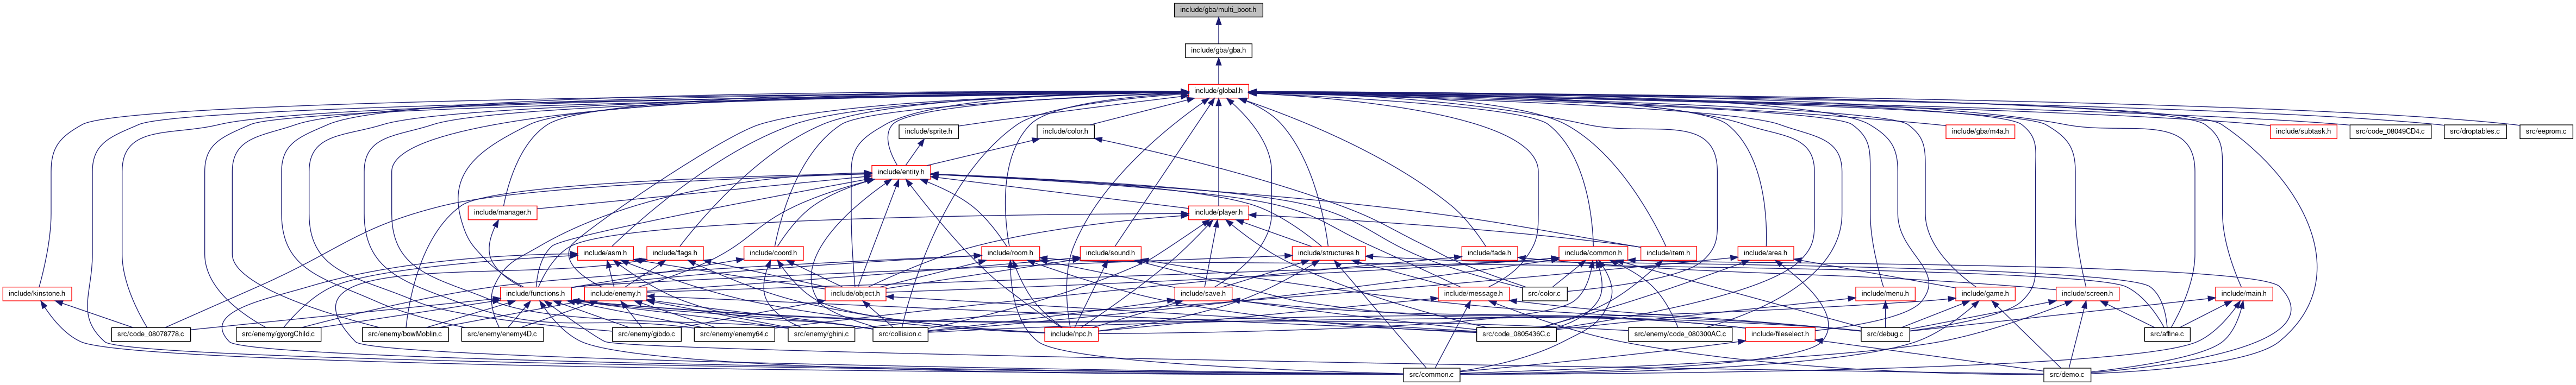 include/gba/multi_boot.h
include/gba/gba.h
include/global.h
include/sprite.h
include/color.h
include/gba/m4a.h
include/subtask.h
src/code_08049CD4.c
src/droptables.c
src/eeprom.c
include/entity.h
include/manager.h
include/player.h
include/asm.h
include/flags.h
include/coord.h
include/room.h
include/sound.h
include/structures.h
include/fade.h
include/common.h
include/item.h
include/area.h
include/kinstone.h
include/functions.h
include/enemy.h
include/object.h
include/save.h
include/message.h
src/color.c
include/menu.h
include/game.h
include/screen.h
include/main.h
src/code_08078778.c
src/enemy/gyorgChild.c
src/enemy/bowMoblin.c
src/enemy/enemy4D.c
src/enemy/gibdo.c
src/enemy/enemy64.c
src/enemy/ghini.c
src/collision.c
include/npc.h
src/code_0805436C.c
src/enemy/code_080300AC.c
include/fileselect.h
src/debug.c
src/affine.c
src/common.c
src/demo.c